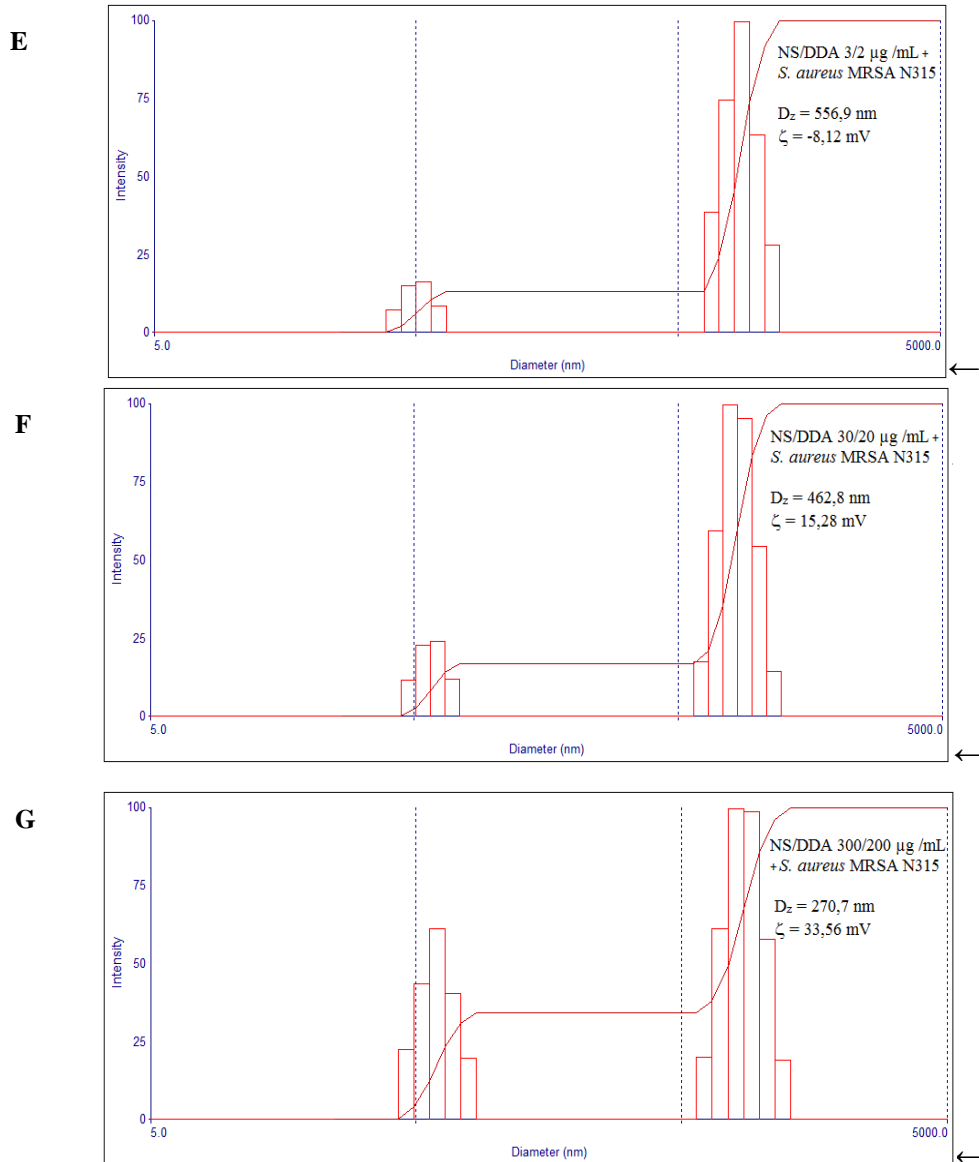 E
100
75
50
25
0
Intensity
NS/DDA 3/2 µg /mL +
S. aureus MRSA N315
Dz = 556,9 nm
ζ = -8,12 mV
5.0
5000.0
Diameter (nm)
←
F
100
75
50
25
0
Intensity
NS/DDA 30/20 µg /mL +
S. aureus MRSA N315
Dz = 462,8 nm
ζ = 15,28 mV
5.0
5000.0
Diameter (nm)
←
G
100
75
50
25
0
Intensity
NS/DDA 300/200 µg /mL
+S. aureus MRSA N315
Dz = 270,7 nm
ζ = 33,56 mV
5.0
5000.0
Diameter (nm)
←